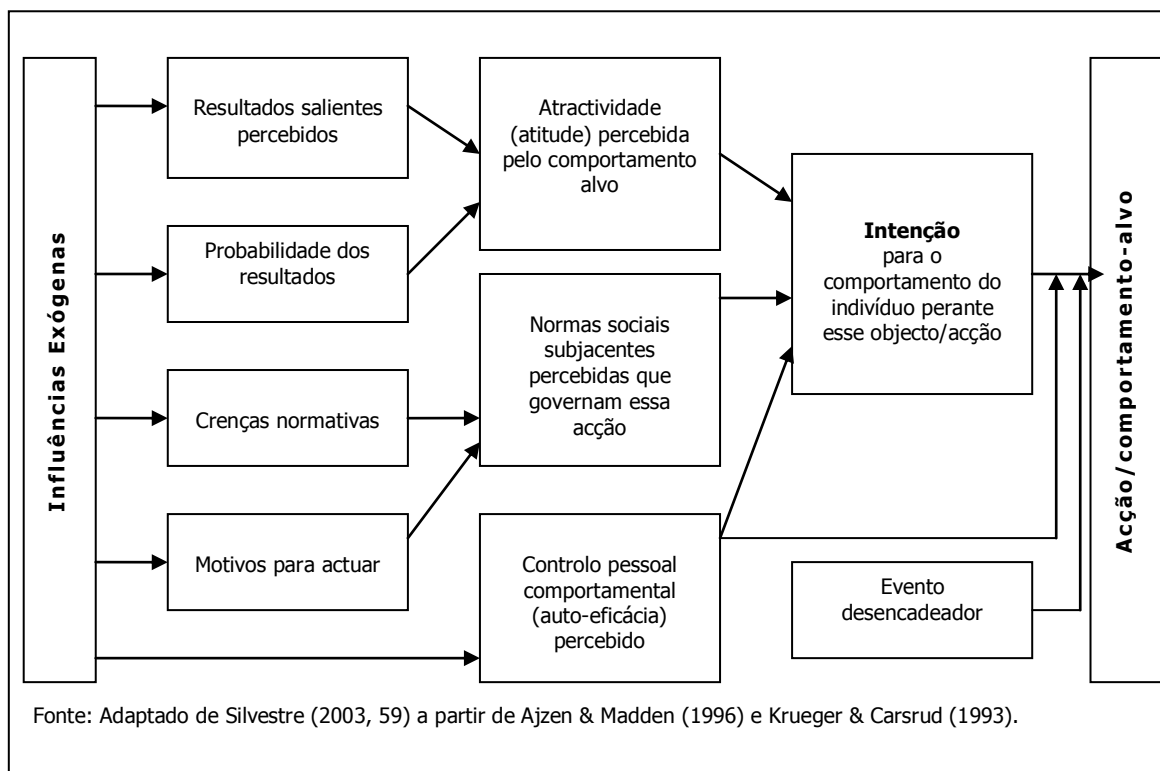 Influências Exógenas
Resultados salientes
percebidos
Probabilidade dos
resultados
Crenças normativas
Motivos para actuar
Atractividade
(atitude) percebida
pelo comportamento
alvo
Normas sociais
subjacentes
percebidas que
governam essa
acção
Controlo pessoal
comportamental
(auto-eficácia)
percebido
Intenção
para o
comportamento do
indivíduo perante
esse objecto/acção
Evento
desencadeador
Acção/comportamento-alvo
Fonte: Adaptado de Silvestre (2003, 59) a partir de Ajzen & Madden (1996) e Krueger & Carsrud (1993).